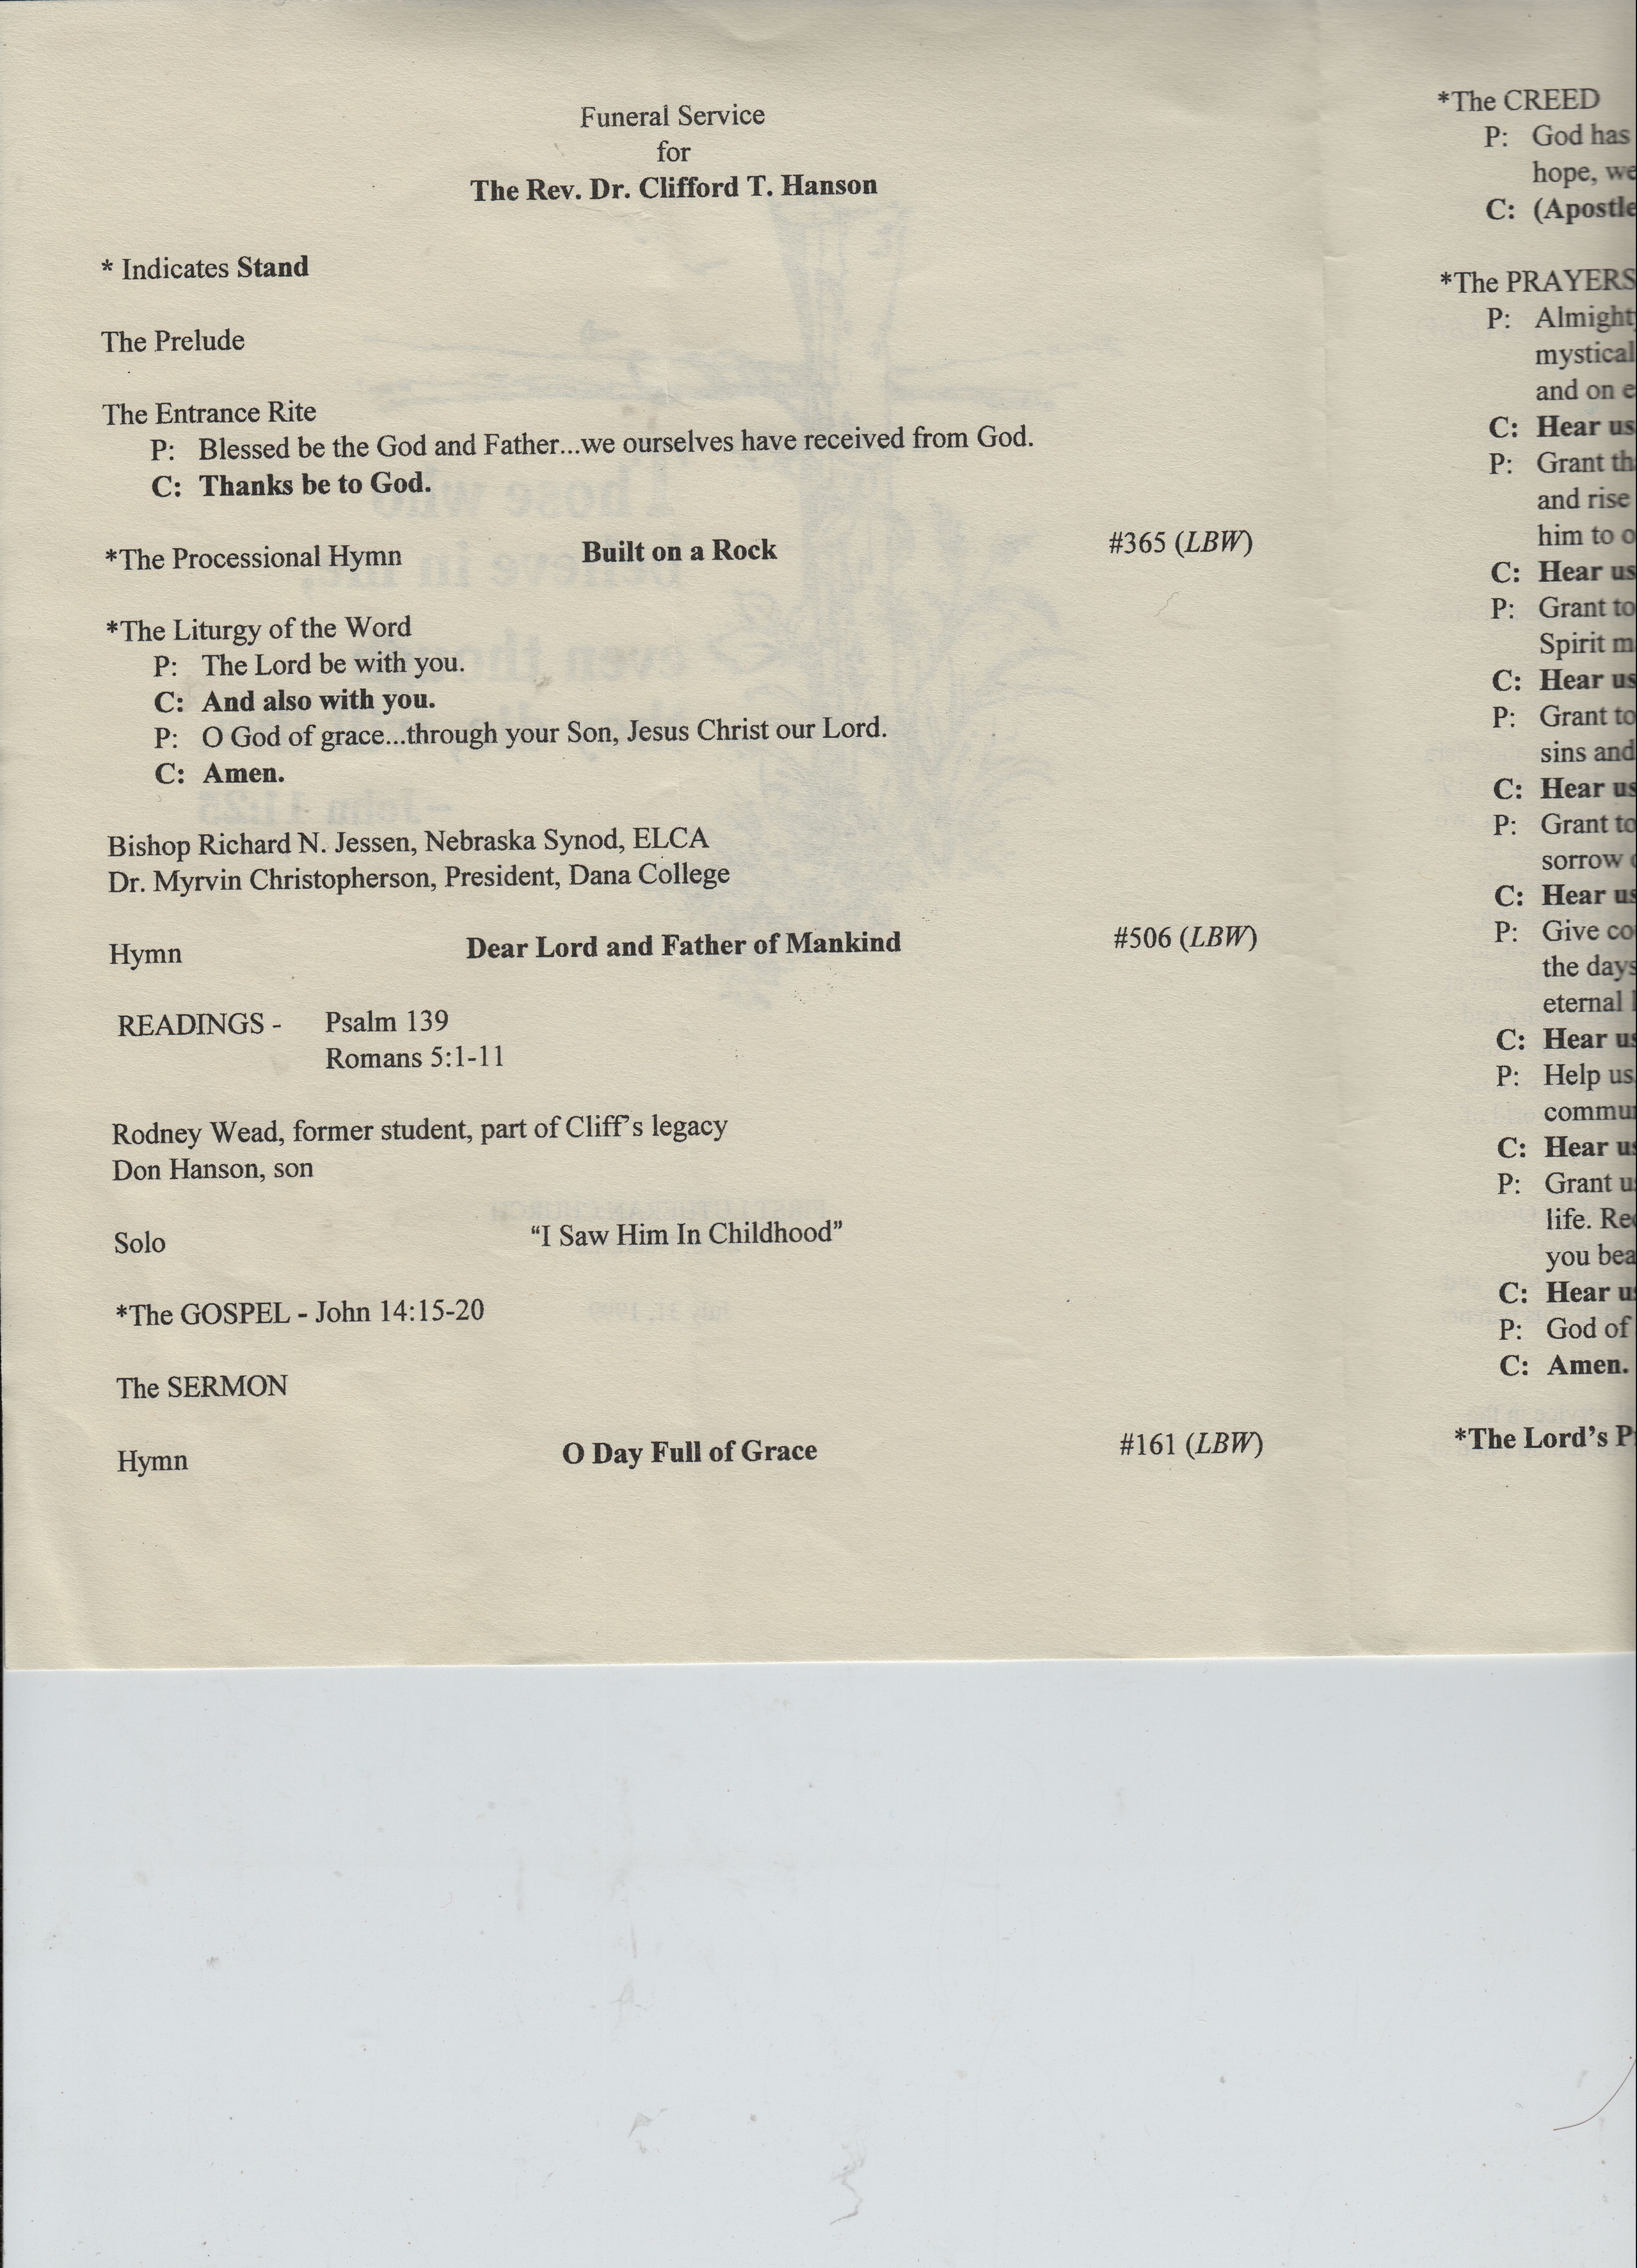 Funeral Service
for
The Rev. Dr. Clifford T. Hanson
* Indicates Stand
The Prelude
The Entrance Rite
P: Blessed be the God and Father...we ourselves have received from God.
C: Thanks be to God.
*The Processional Hymn Built on a Rock #365 (LBW)
*The Liturgy of the Word
P: The Lord be with you.
C: And also with you.
P: O God of grace...through your Son, Jesus Christ our Lord.
C: Amen.
Bishop Richard N. Jessen, Nebraska Synod, ELCA
Dr. Myrvin Christopherson, President, Dana College
Hymn Dear Lord and Father of Mankind #506 (LBW)
READINGS - Psalm 139
Romans 5:1-11
Rodney Wead, former student, part of Cliff's legacy
Don Hanson, son
Solo “I Saw Him In Childhood”
*The GOSPEL - John 14:15-20
The SERMON
Hymn O Day Full of Grace #161 (LBW)
*The CREED
P: God has
hope, we
C: (Apostle
*The PRAYERS
P: Almight
mystical
and on e
C: Hear us
P: Grant th
and rise
him to o
C: Hear us
P: Grant to
Spirit m
C: Hear us
P: Grant to
sins and
C: Hear us
P: Grant to
sorrow
C: Hear us
P: Give co
the days
eternal
C: Hear us
P: Help us
commu
C: Hear us
P: Grant u
life. Re
you bea
C: Hear us
P: God of
C: Amen.
*The Lord's P